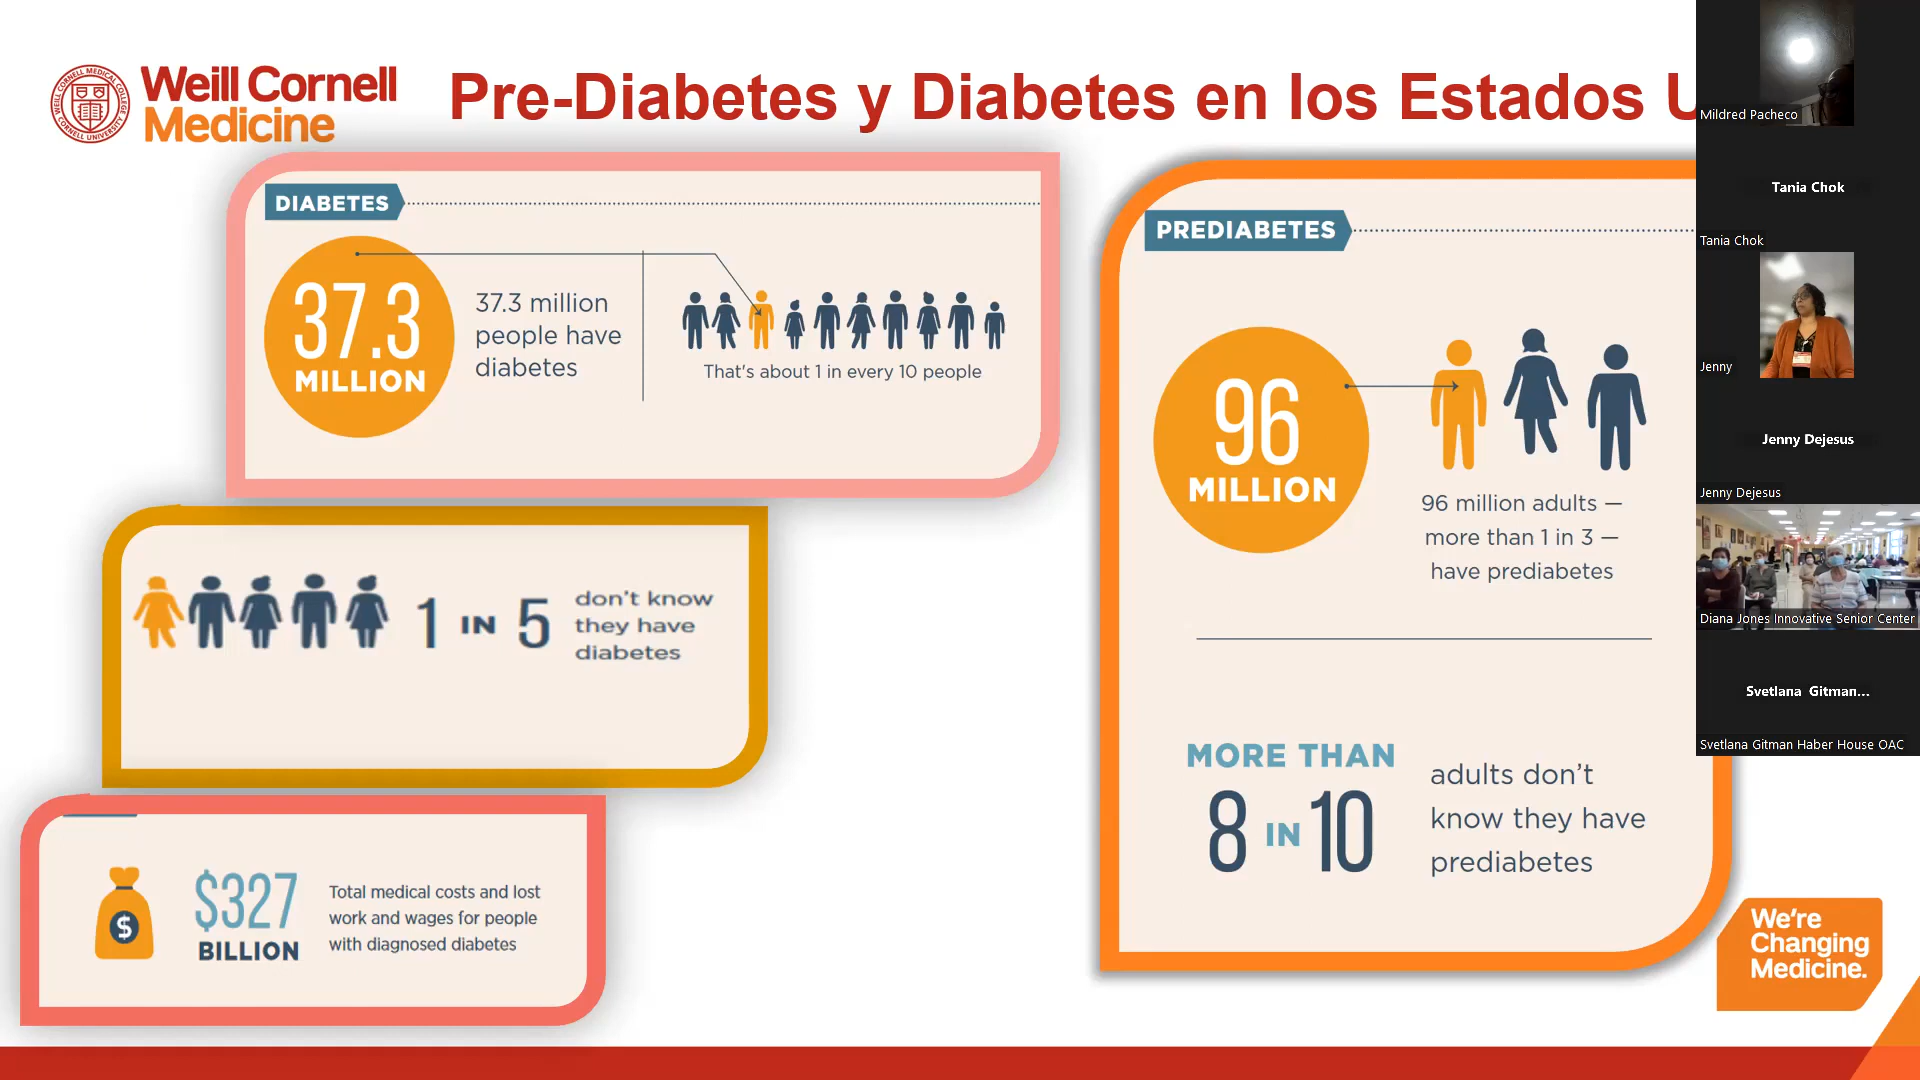 Weill Cornell
Medicine
Pre-Diabetes y Diabetes en los Estados U
DIABETES
37.3
MILLION
37.3 million
people have
diabetes
That's about 1 in every 10 people
1 IN 5
don't know
they have
diabetes
$327
BILLION
Total medical costs and lost
work and wages for people
with diagnosed diabetes
PREDIABETES
96
MILLION
96 million adults —
more than 1 in 3 —
have prediabetes
MORE THAN
8 IN 10
adults don't
know they have
prediabetes
We're
Changing
Medicine.
Mildred Pacheco
Tania Chok
Tania Chok
Jenny
Jenny Dejesus
Jenny Dejesus
Diana Jones Innovative Senior Center
Svetlana Gitman...
Svetlana Gitman Haber House OAC